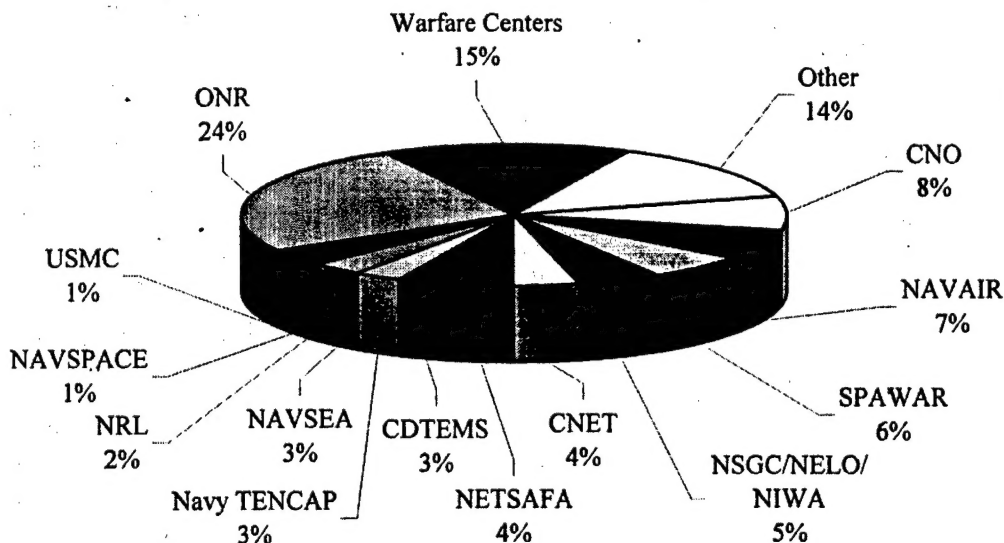 Warfare Centers
15%
Other
14%
ONR
24%
CNO
8%
USMC
1%
NAVAIR
7%
NAVSPACE
1%
SPAWAR
6%
NRL
2%
NAVSEA
3%
CDTEMS
3%
CNET
4%
NSGC/NELO/
NIWA
5%
Navy TENCAP
3%
NETSAFA
4%